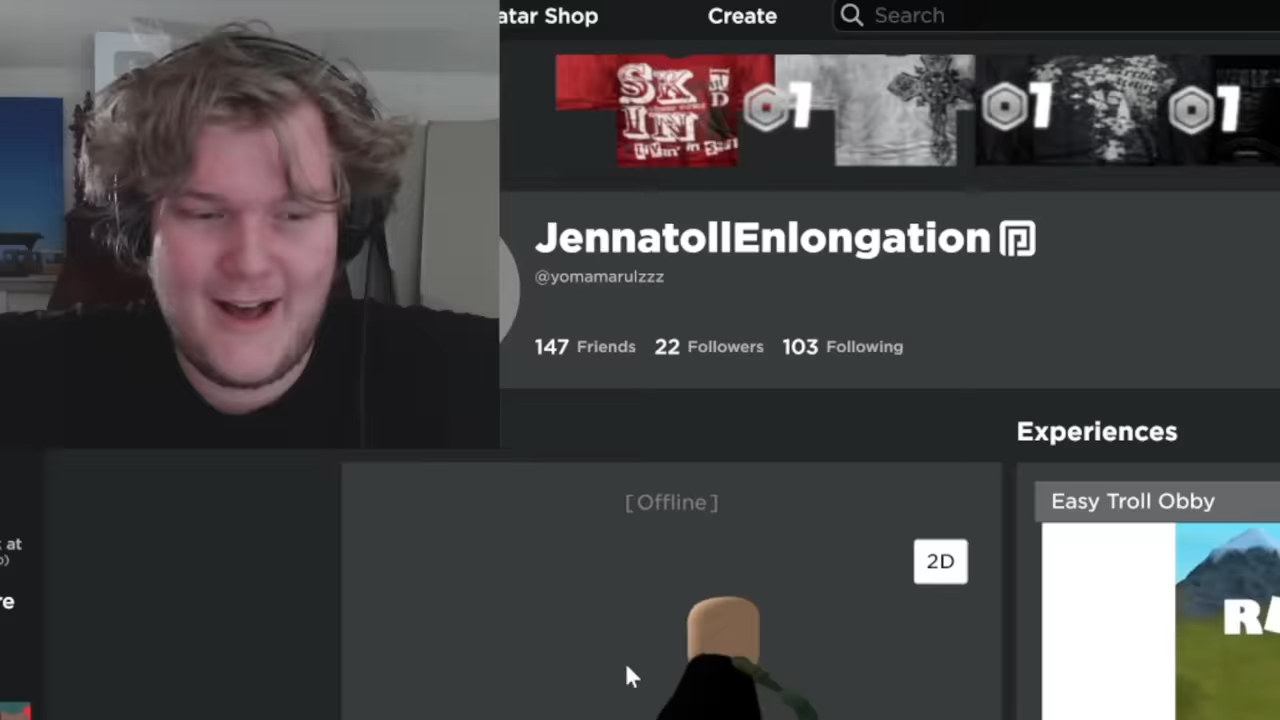 atar Shop
Create
Search
SK
IN
1
1
1
JennatollEnlongation
@yomamarulzzz
147 Friends 22 Followers 103 Following
Experiences
[ Offline ]
Easy Troll Obby
2D
at
re